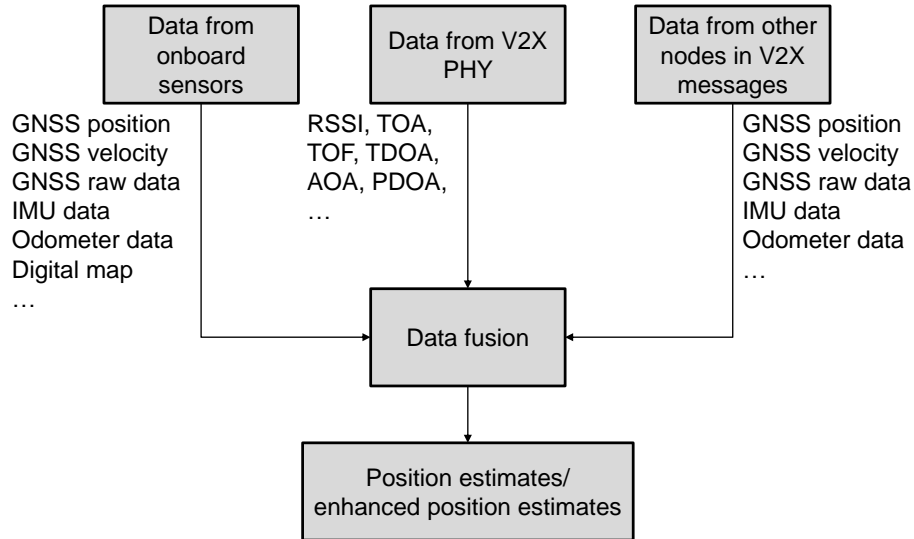 Data from
onboard
sensors
Data from V2X
PHY
Data from other
nodes in V2X
messages
GNSS position
GNSS velocity
GNSS raw data
IMU data
Odometer data
Digital map
…
RSSI, TOA,
TOF, TDOA,
AOA, PDOA,
…
GNSS position
GNSS velocity
GNSS raw data
IMU data
Odometer data
…
Data fusion
Position estimates/
enhanced position estimates